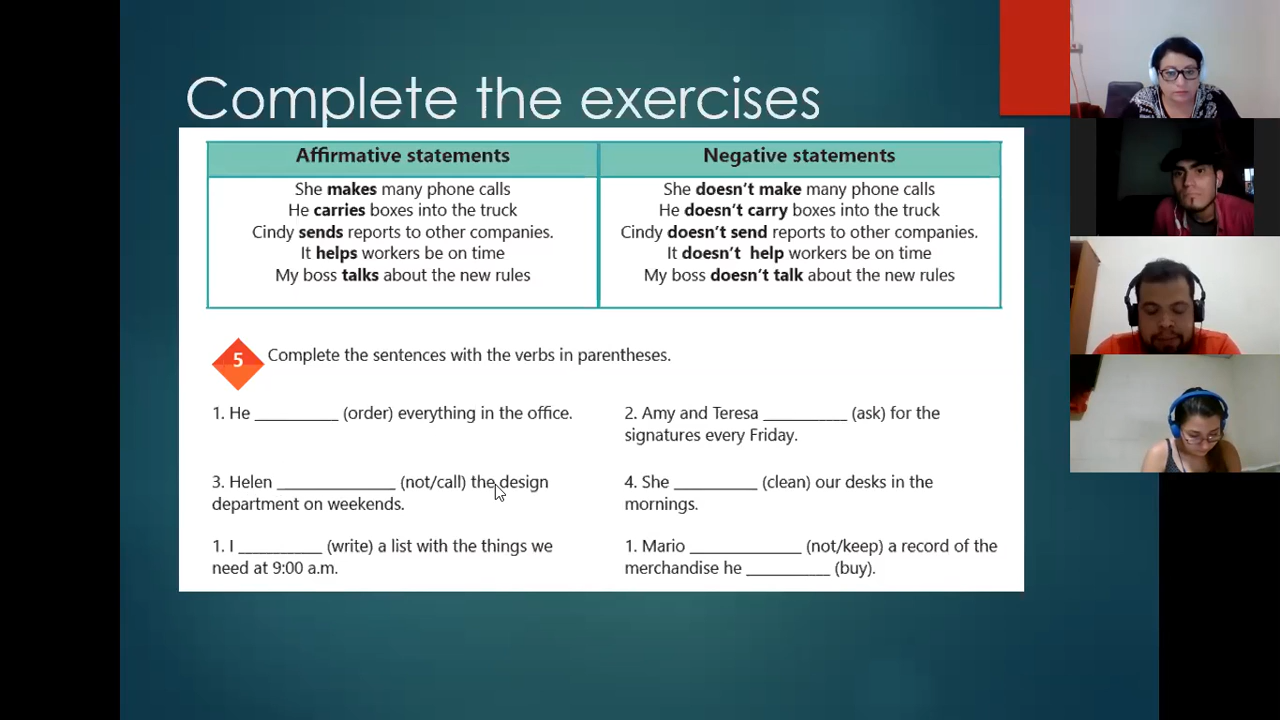 Complete the exercises
Affirmative statements
She makes many phone calls
He carries boxes into the truck
Cindy sends reports to other companies.
It helps workers be on time
My boss talks about the new rules
Negative statements
She doesn't make many phone calls
He doesn't carry boxes into the truck
Cindy doesn't send reports to other companies.
It doesn't help workers be on time
My boss doesn't talk about the new rules
5 Complete the sentences with the verbs in parentheses.
1. He __________ (order) everything in the office.
2. Amy and Teresa __________ (ask) for the
signatures every Friday.
3. Helen ______________ (not/call) the design
department on weekends.
4. She __________ (clean) our desks in the
mornings.
1. I __________ (write) a list with the things we
need at 9:00 a.m.
1. Mario _____________ (not/keep) a record of the
merchandise he __________ (buy).